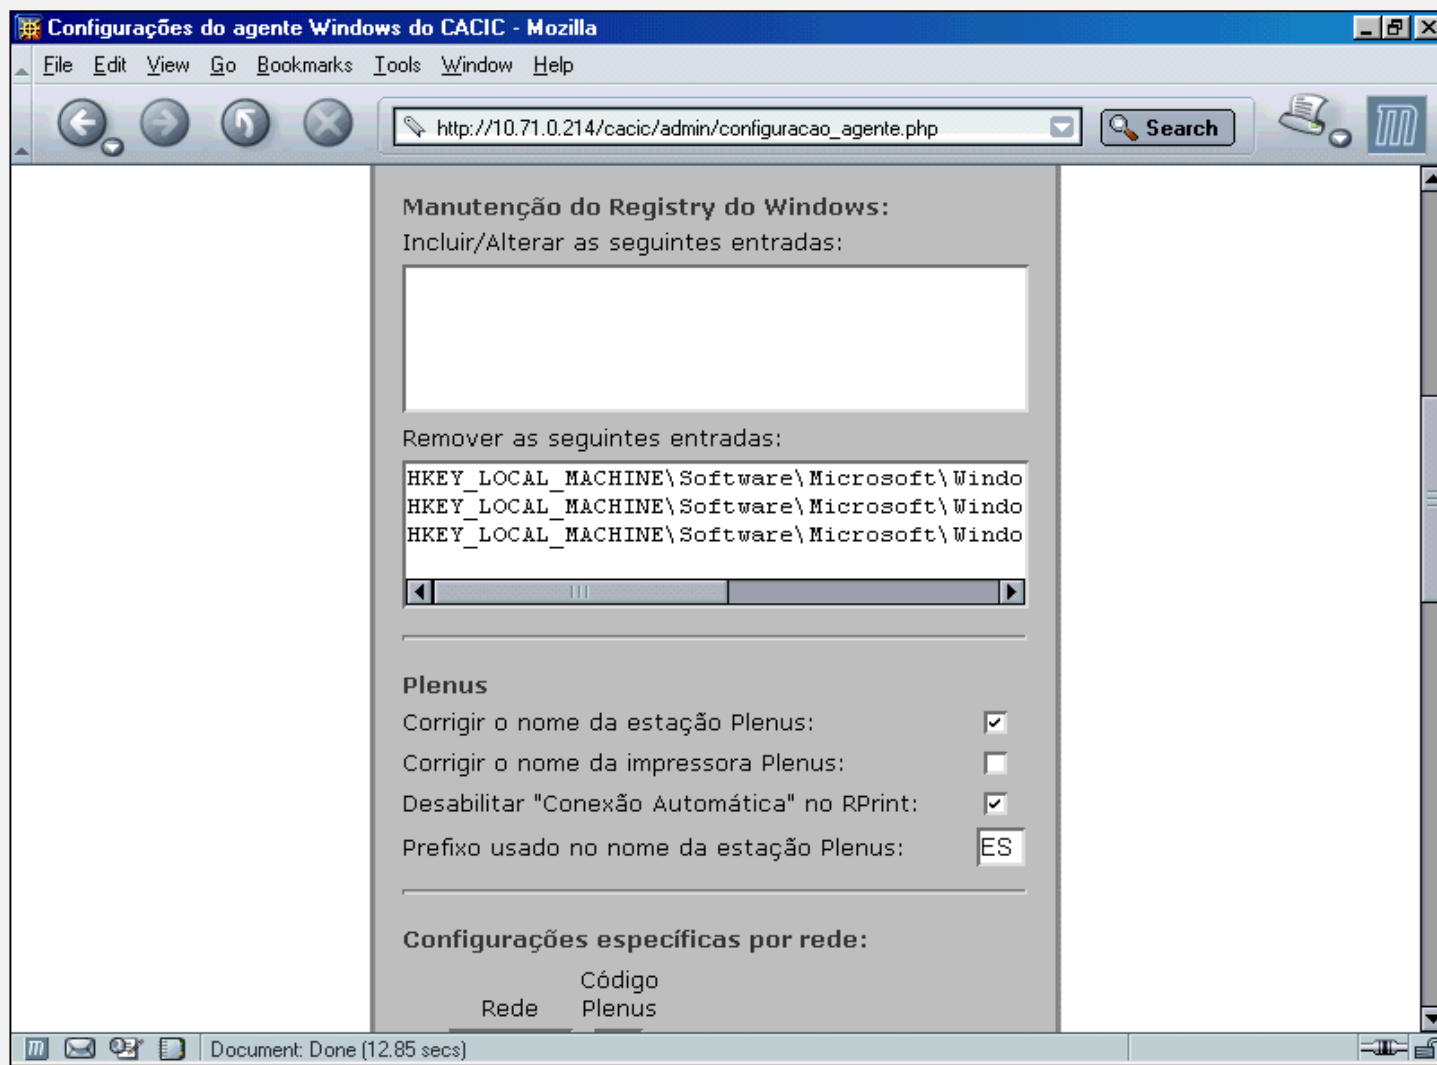 Configurações do agente Windows do CACIC - Mozilla
File Edit View Go Bookmarks Tools Window Help
http://10.71.0.214/cacic/admin/configuracao_agente.php Search
Manutenção do Registry do Windows:
Incluir/Alterar as seguintes entradas:
Remover as seguintes entradas:
HKEY_LOCAL_MACHINE\Software\Microsoft\Windo
HKEY_LOCAL_MACHINE\Software\Microsoft\Windo
HKEY_LOCAL_MACHINE\Software\Microsoft\Windo
Plenus
Corrigir o nome da estação Plenus:
Corrigir o nome da impressora Plenus:
Desabilitar "Conexão Automática" no RPrint:
Prefixo usado no nome da estação Plenus: ES
Configurações específicas por rede:
Código
Rede Plenus
Document: Done (12.85 secs)